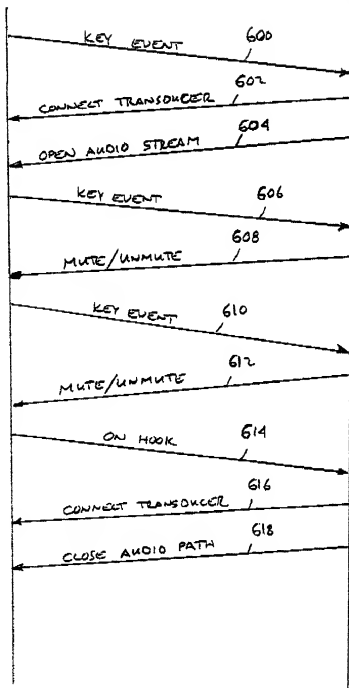 KEY EVENT 600
602
CONNECT TRANSDUCER
604
OPEN AUDIO STREAM
KEY EVENT 606
608
MUTE/UNMUTE
KEY EVENT 610
612
MUTE/UNMUTE
ON HOOK 614
616
CONNECT TRANSDUCER
618
CLOSE AUDIO PATH